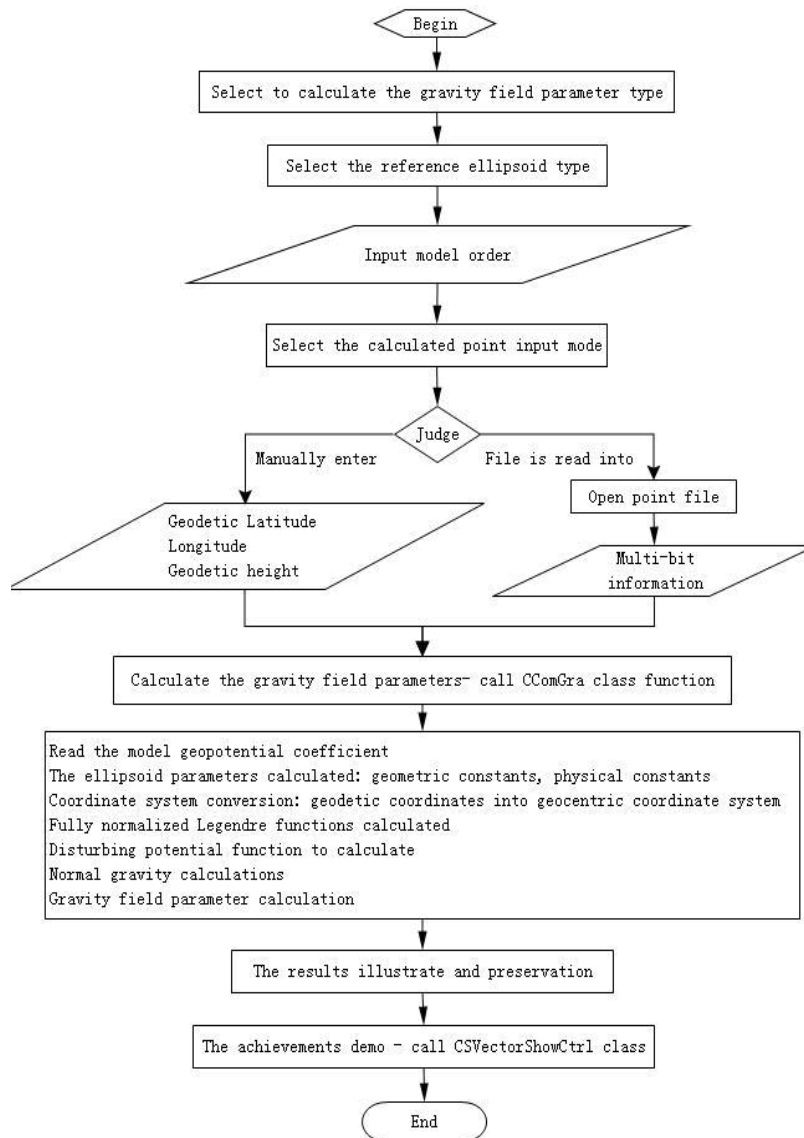 Begin
Select to calculate the gravity field parameter type
Select the reference ellipsoid type
Input model order
Select the calculated point input mode
Judge
Manually enter
File is read into
Geodetic Latitude
Longitude
Geodetic height
Open point file
Multi-bit
information
Calculate the gravity field parameters- call CComGra class function
Read the model geopotential coefficient
The ellipsoid parameters calculated: geometric constants, physical constants
Coordinate system conversion: geodetic coordinates into geocentric coordinate system
Fully normalized Legendre functions calculated
Disturbing potential function to calculate
Normal gravity calculations
Gravity field parameter calculation
The results illustrate and preservation
The achievements demo - call CSVectorShowCtrl class
End